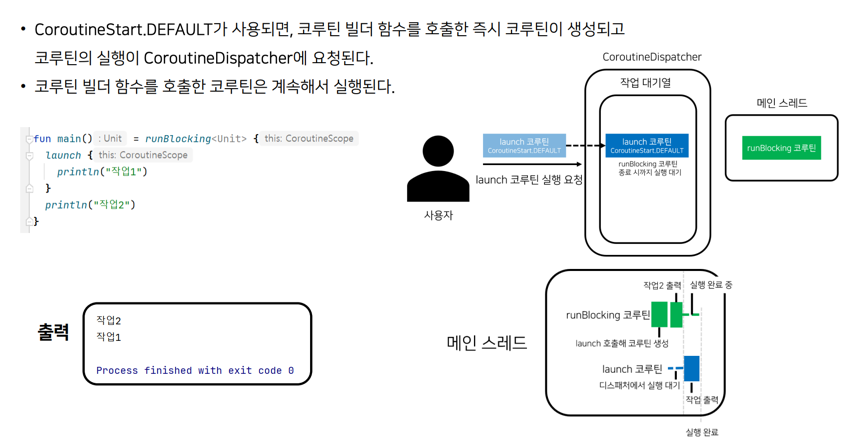 • CoroutineStart.DEFAULT가 사용되면, 코루틴 빌더 함수를 호출한 즉시 코루틴이 생성되고
코루틴의 실행이 CoroutineDispatcher에 요청된다.
• 코루틴 빌더 함수를 호출한 코루틴은 계속해서 실행된다.
fun main() : Unit = runBlocking<Unit> { this: CoroutineScope
launch { this: CoroutineScope
println("작업1")
}
println("작업2")
}
출력
작업2
작업1
Process finished with exit code 0
CoroutineDispatcher
작업 대기열
메인 스레드
launch 코루틴
CoroutineStart.DEFAULT
launch 코루틴
CoroutineStart.DEFAULT
runBlocking 코루틴
종료 시까지 실행 대기
runBlocking 코루틴
launch 코루틴 실행 요청
사용자
메인 스레드
작업2 출력
실행 완료 중
runBlocking 코루틴
launch 호출해 코루틴 생성
launch 코루틴
디스패처에서 실행 대기
작업 출력
실행 완료